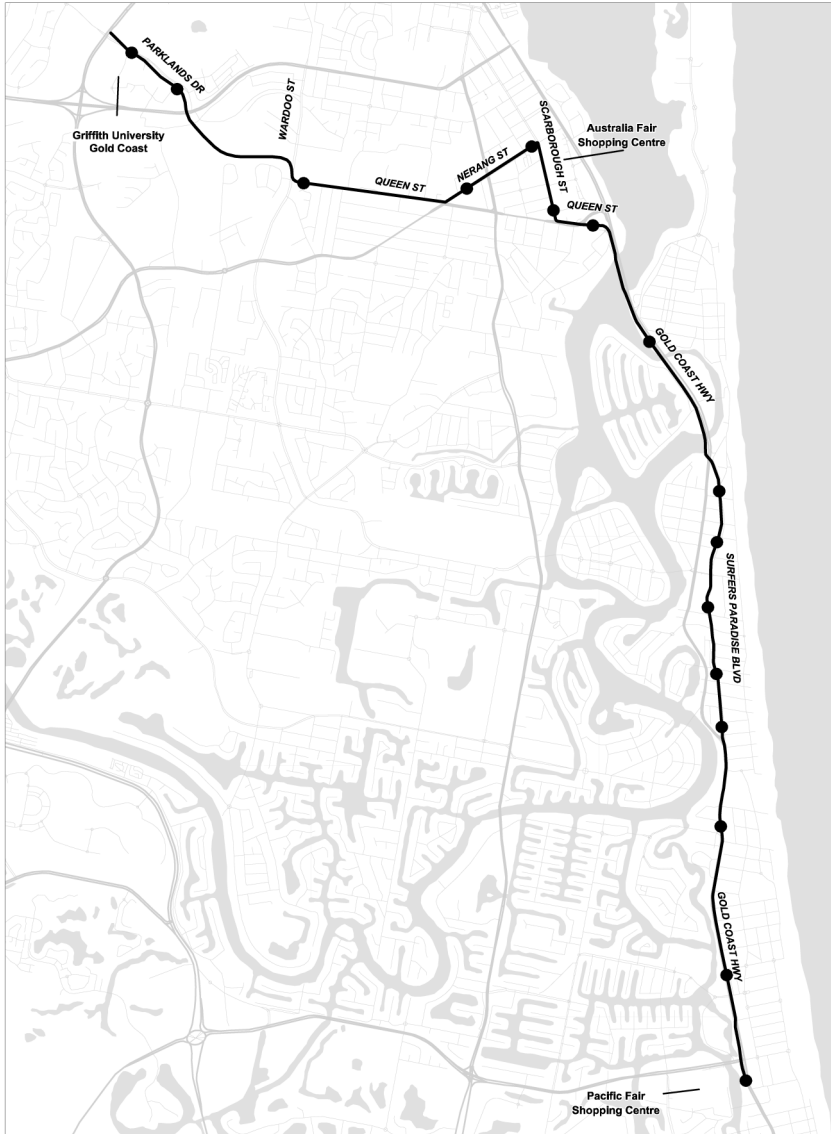 PARKLANDS DR
Griffith University
Gold Coast
WARDOO ST
QUEEN ST
NERANG ST
SCARBOROUGH ST
Australia Fair
Shopping Centre
QUEEN ST
GOLD COAST HWY
SURFERS PARADISE BLVD
GOLD COAST HWY
Pacific Fair
Shopping Centre